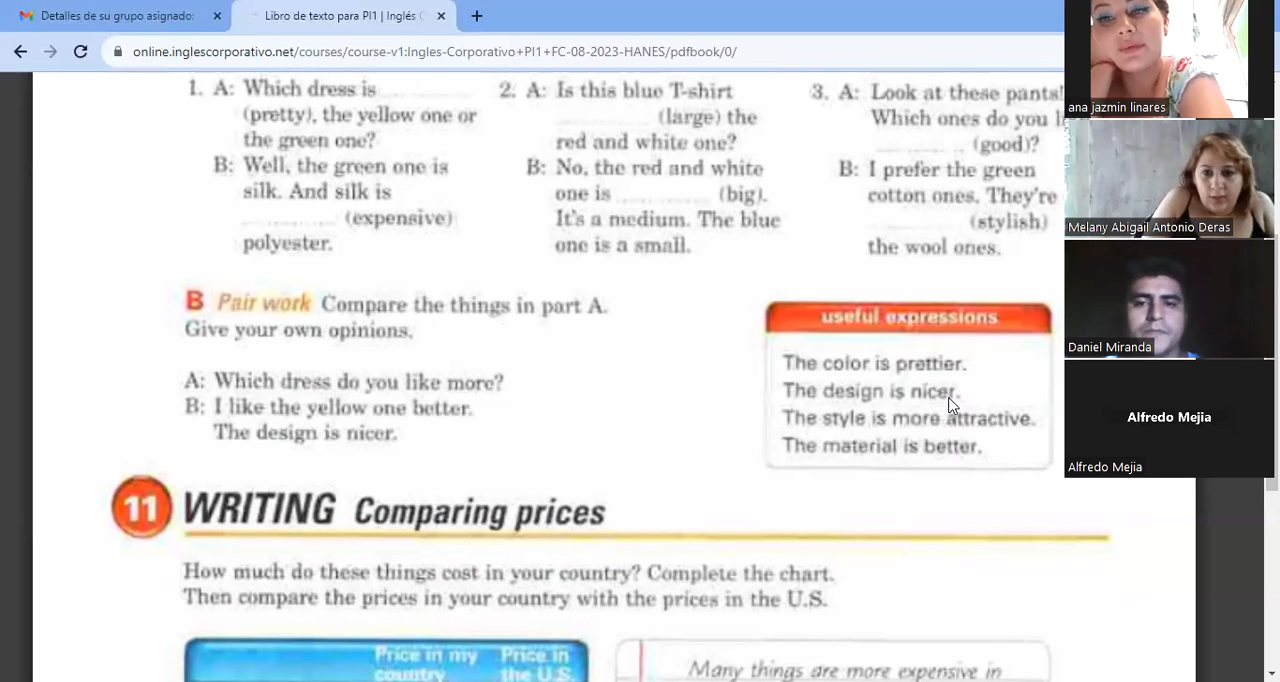 Detalles de su grupo asignado:
Libro de texto para PI1 | Inglés C
online.inglescorporativo.net/courses/course-v1:Ingles-Corporativo+PI1+FC-08-2023-HANES/pdfbook/0/
1. A: Which dress is
(pretty), the yellow one or
the green one?
B: Well, the green one is
silk. And silk is
(expensive)
polyester.
2. A: Is this blue T-shirt
(large) the
red and white one?
B: No, the red and white
one is (big).
It's a medium. The blue
one is a small.
3. A: Look at these pants!
Which ones do you li
(good)?
B: I prefer the green
cotton ones. They're
(stylish)
the wool ones.
B Pair work Compare the things in part A.
Give your own opinions.
A: Which dress do you like more?
B: I like the yellow one better.
The design is nicer.
useful expressions
The color is prettier.
The design is nicer.
The style is more attractive.
The material is better.
11 WRITING Comparing prices
How much do these things cost in your country? Complete the chart.
Then compare the prices in your country with the prices in the U.S.
Price in my country
Price in the U.S.
Many things are more expensive in
ana jazmin linares
Melany Abigail Antonio Deras
Daniel Miranda
Alfredo Mejia
Alfredo Mejia